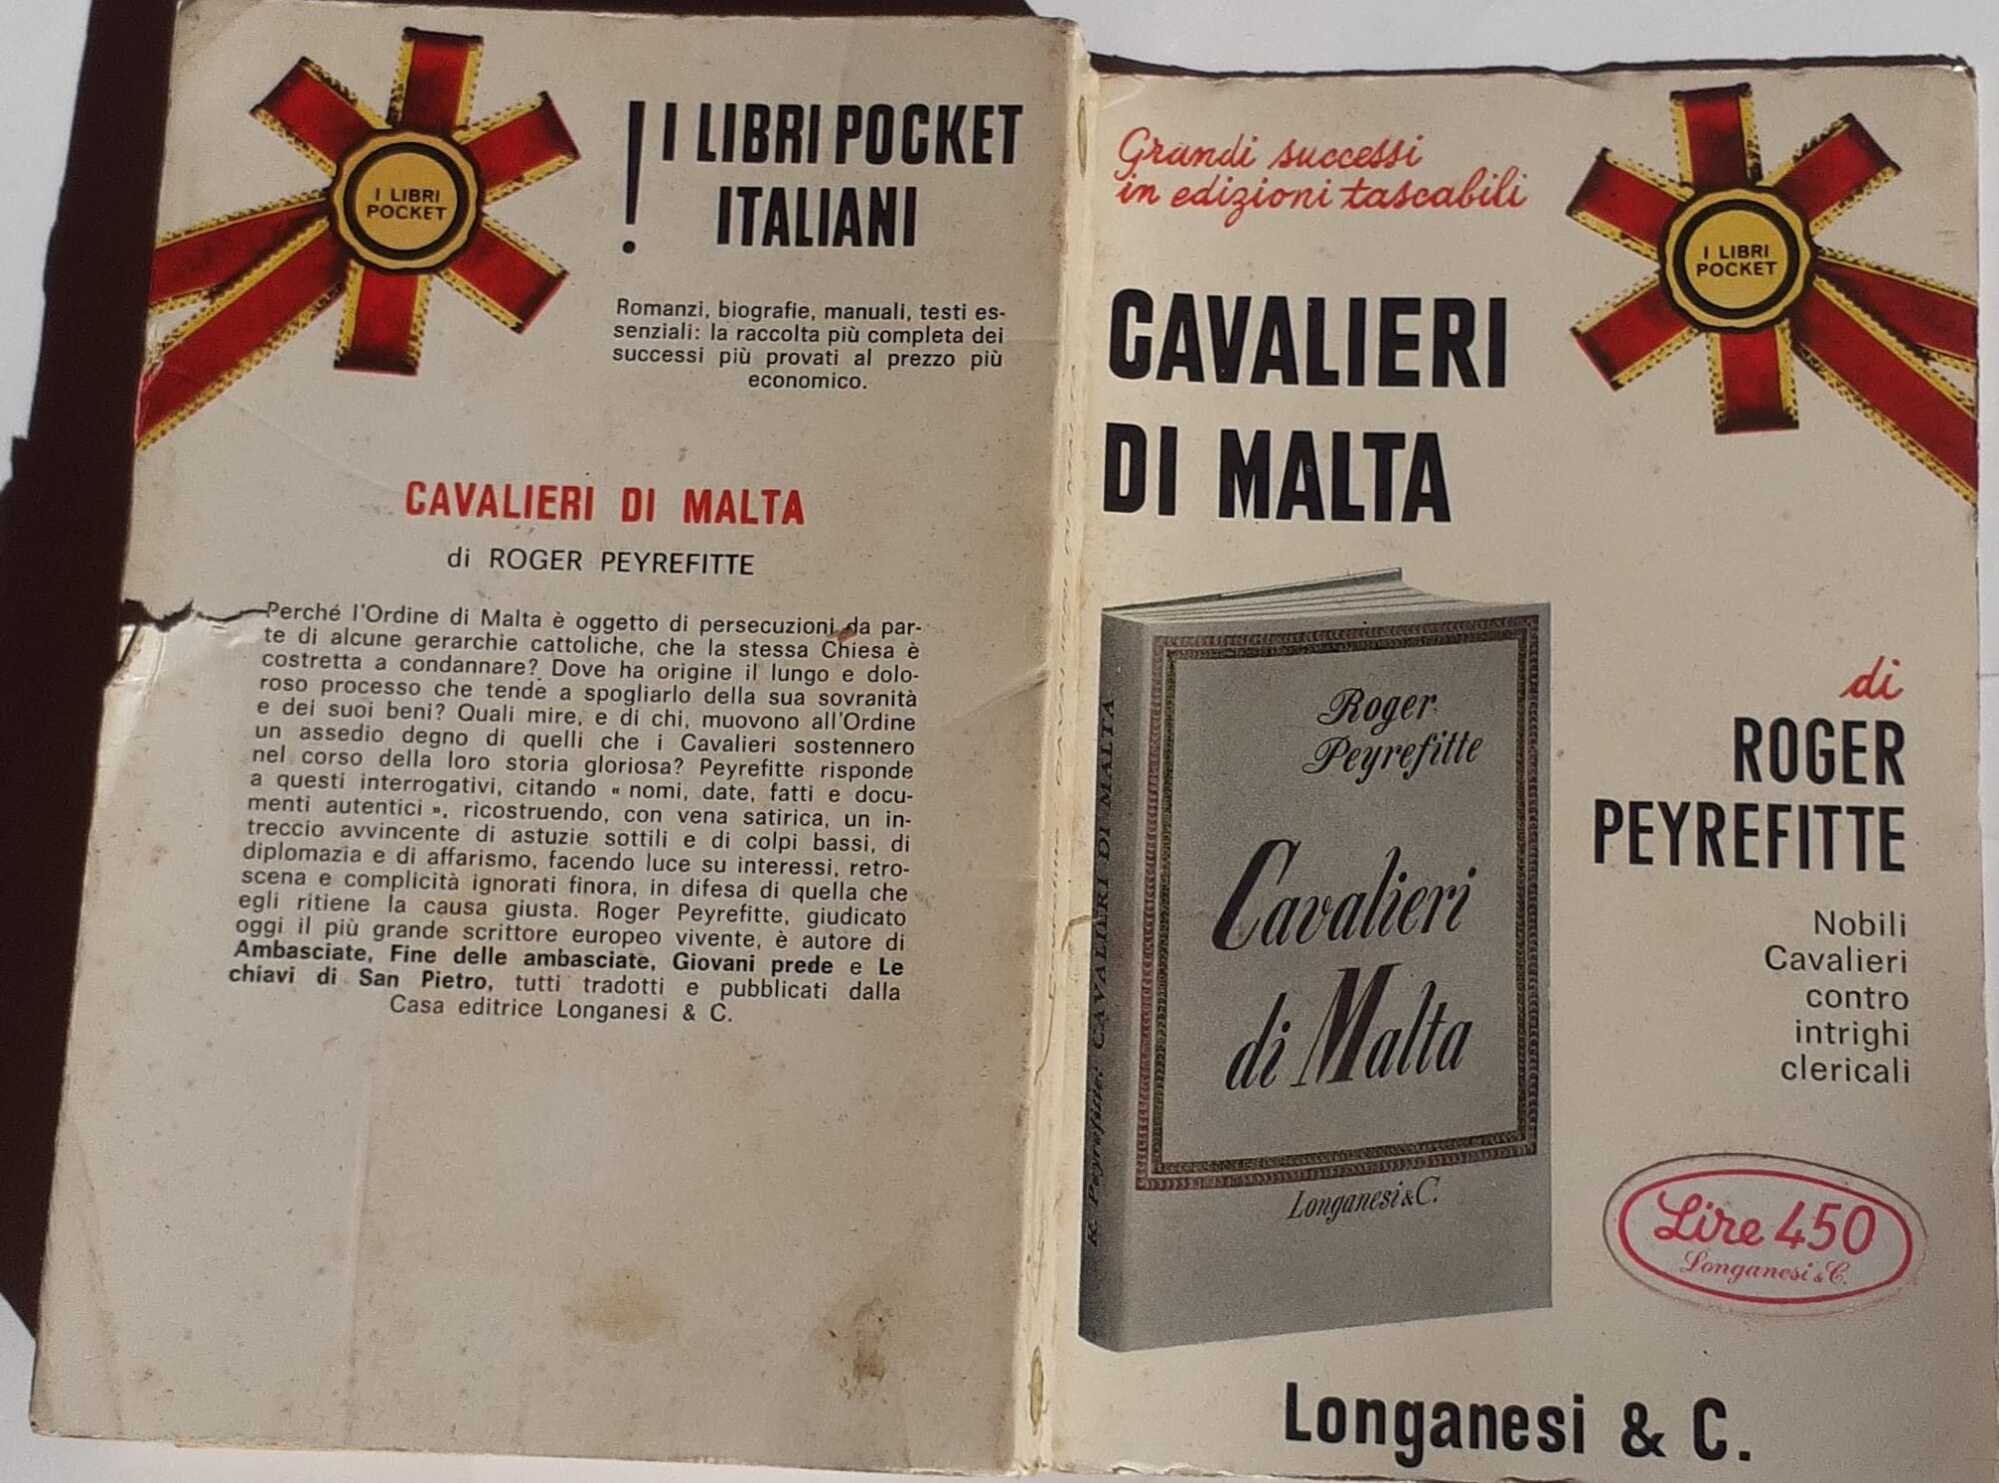 I LIBRI
POCKET
! I LIBRI POCKET
ITALIANI
Romanzi, biografie, manuali, testi es-
senziali: la raccolta più completa dei
successi più provati al prezzo più
economico.
CAVALIERI DI MALTA
di ROGER PEYREFITTE
Perché l'Ordine di Malta è oggetto di persecuzioni da par-
te di alcune gerarchie cattoliche, che la stessa Chiesa è
costretta a condannare? Dove ha origine il lungo e dolo-
roso processo che tende a spogliarlo della sua sovranità
e dei suoi beni? Quali mire, e di chi, muovono all'Ordine
un assedio degno di quelli che i Cavalieri sostennero
nel corso della loro storia gloriosa? Peyrefitte risponde
a questi interrogativi, citando « nomi, date, fatti e docu-
menti autentici », ricostruendo, con vena satirica, un in-
treccio avvincente di astuzie sottili e di colpi bassi, di
diplomazia e di affarismo, facendo luce su interessi, retro-
scena e complicità ignorati finora, in difesa di quella che
egli ritiene la causa giusta. Roger Peyrefitte, giudicato
oggi il più grande scrittore europeo vivente, è autore di
Ambasciate, Fine delle ambasciate, Giovani prede e Le
chiavi di San Pietro, tutti tradotti e pubblicati dalla
Casa editrice Longanesi & C.
Grandi successi
in edizioni tascabili
I LIBRI
POCKET
CAVALIERI
DI MALTA
di
ROGER
PEYREFITTE
Nobili
Cavalieri
contro
intrighi
clericali
R. Peyrefitte: CAVALIERI DI MALTA
Roger
Peyrefitte
Cavalieri
di Malta
Longanesi & C.
Lire 450
Longanesi & C.
Longanesi & C.